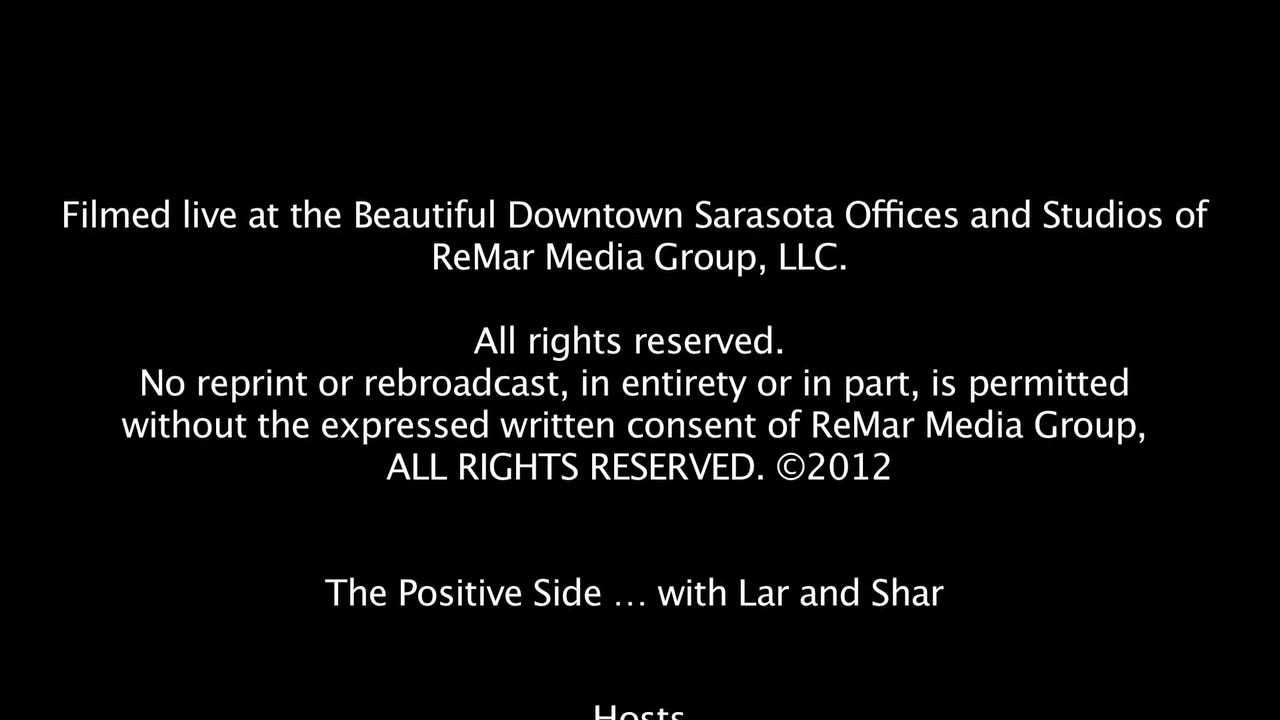 Filmed live at the Beautiful Downtown Sarasota Offices and Studios of
ReMar Media Group, LLC.
All rights reserved.
No reprint or rebroadcast, in entirety or in part, is permitted
without the expressed written consent of ReMar Media Group,
ALL RIGHTS RESERVED. ©2012
The Positive Side … with Lar and Shar
Hosts